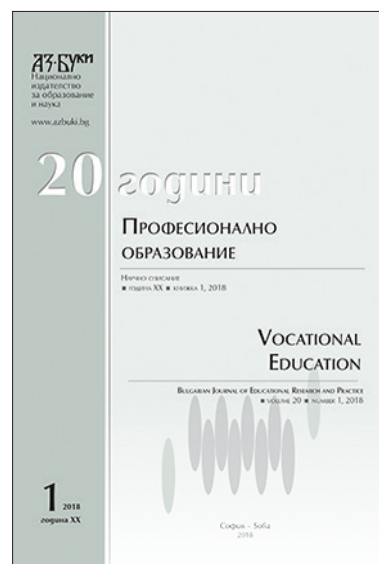 АЗ·БУКИ
Национално
издателство
за образование
и наука
www.azbuki.bg
20 години
Професионално
образование
Научно списание
■ година XX ■ книжка 1, 2018
Vocational
Education
Bulgarian Journal of Educational Research and Practice
■ volume 20 ■ number 1, 2018
1 2018
година XX
София – Sofia
2018